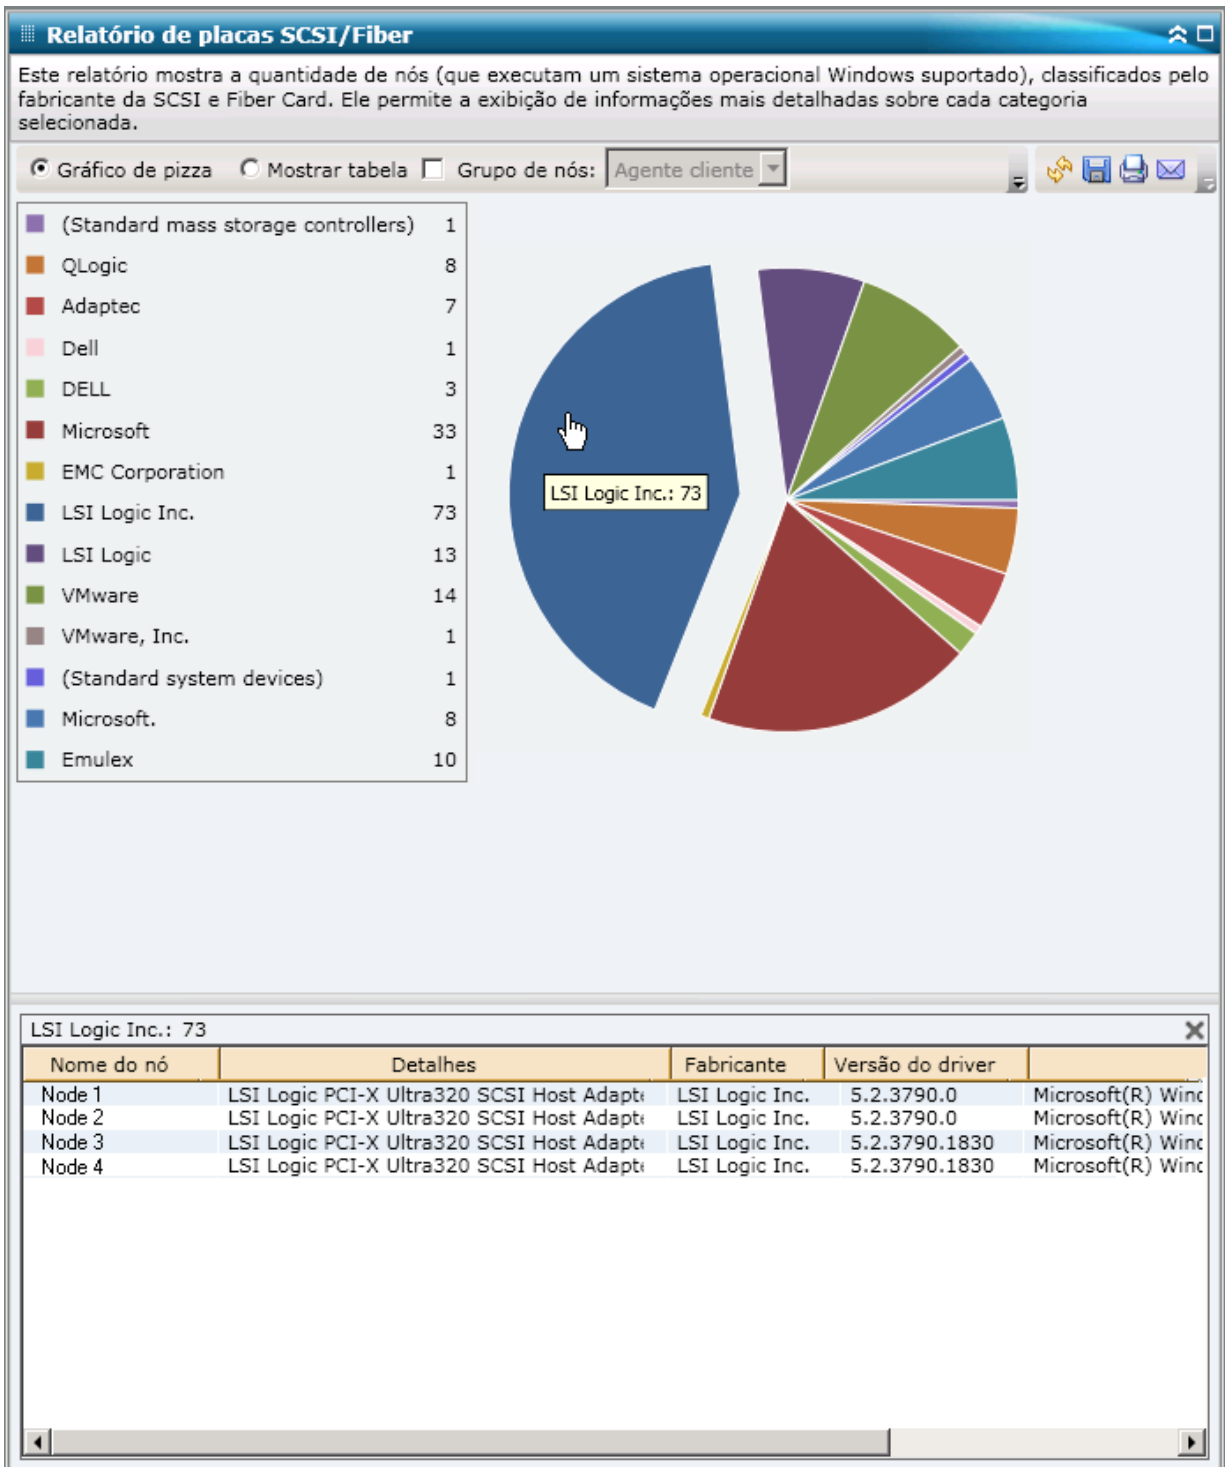 Relatório de placas SCSI/Fiber
Este relatório mostra a quantidade de nós (que executam um sistema operacional Windows suportado), classificados pelo
fabricante da SCSI e Fiber Card. Ele permite a exibição de informações mais detalhadas sobre cada categoria
selecionada.
Gráfico de pizza Mostrar tabela Grupo de nós: Agente cliente
(Standard mass storage controllers) 1
QLogic 8
Adaptec 7
Dell 1
DELL 3
Microsoft 33
EMC Corporation 1
LSI Logic Inc. 73
LSI Logic 13
VMware 14
VMware, Inc. 1
(Standard system devices) 1
Microsoft. 8
Emulex 10
LSI Logic Inc.: 73
LSI Logic Inc.: 73
Nome do nó Detalhes Fabricante Versão do driver
Node 1 LSI Logic PCI-X Ultra320 SCSI Host Adapt LSI Logic Inc. 5.2.3790.0 Microsoft(R) Winc
Node 2 LSI Logic PCI-X Ultra320 SCSI Host Adapt LSI Logic Inc. 5.2.3790.0 Microsoft(R) Winc
Node 3 LSI Logic PCI-X Ultra320 SCSI Host Adapt LSI Logic Inc. 5.2.3790.1830 Microsoft(R) Winc
Node 4 LSI Logic PCI-X Ultra320 SCSI Host Adapt LSI Logic Inc. 5.2.3790.1830 Microsoft(R) Winc